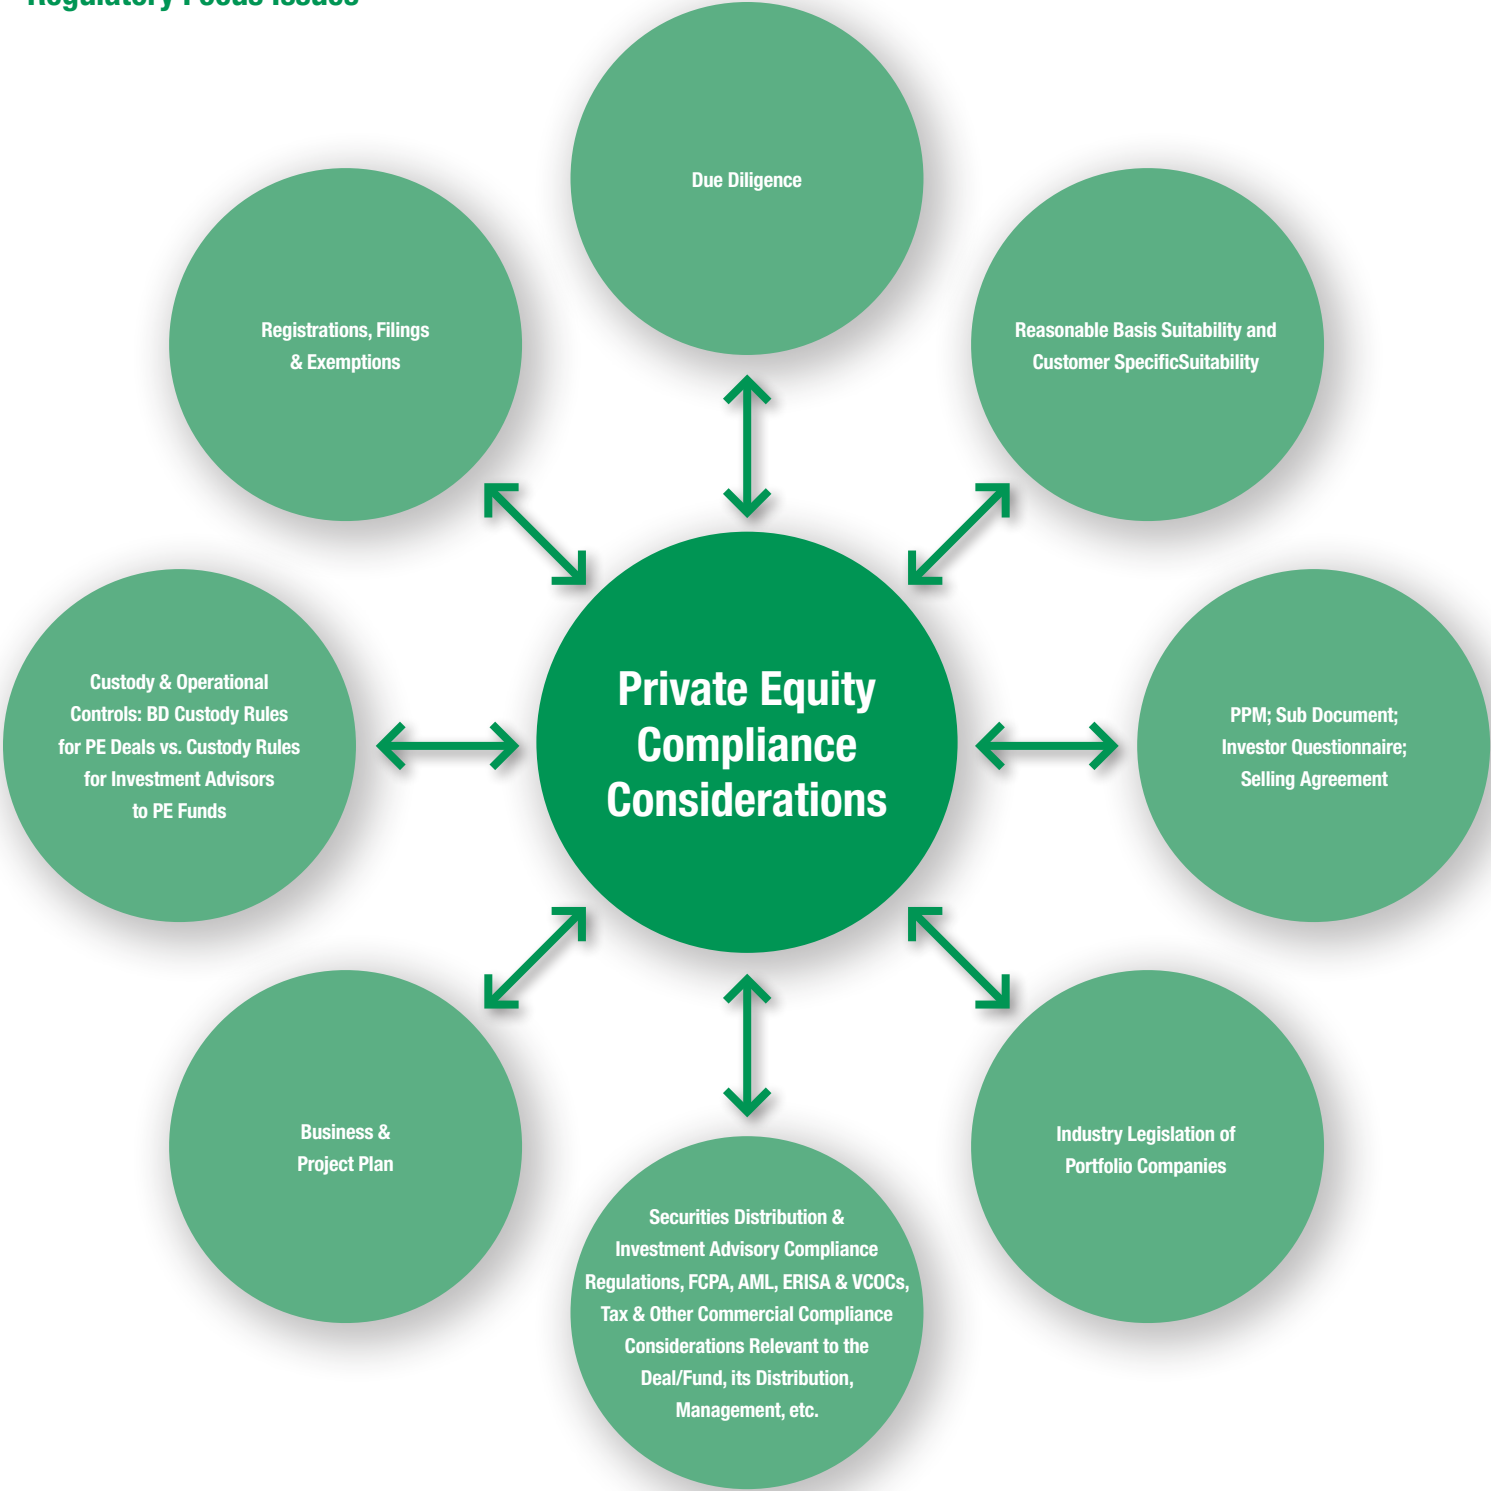 Regulatory Focus Issues
Due Diligence
Registrations, Filings
& Exemptions
Reasonable Basis Suitability and
Customer SpecificSuitability
Custody & Operational
Controls: BD Custody Rules
for PE Deals vs. Custody Rules
for Investment Advisors
to PE Funds
Private Equity
Compliance
Considerations
PPM; Sub Document;
Investor Questionnaire;
Selling Agreement
Business &
Project Plan
Industry Legislation of
Portfolio Companies
Securities Distribution &
Investment Advisory Compliance
Regulations, FCPA, AML, ERISA & VCOCs,
Tax & Other Commercial Compliance
Considerations Relevant to the
Deal/Fund, its Distribution,
Management, etc.